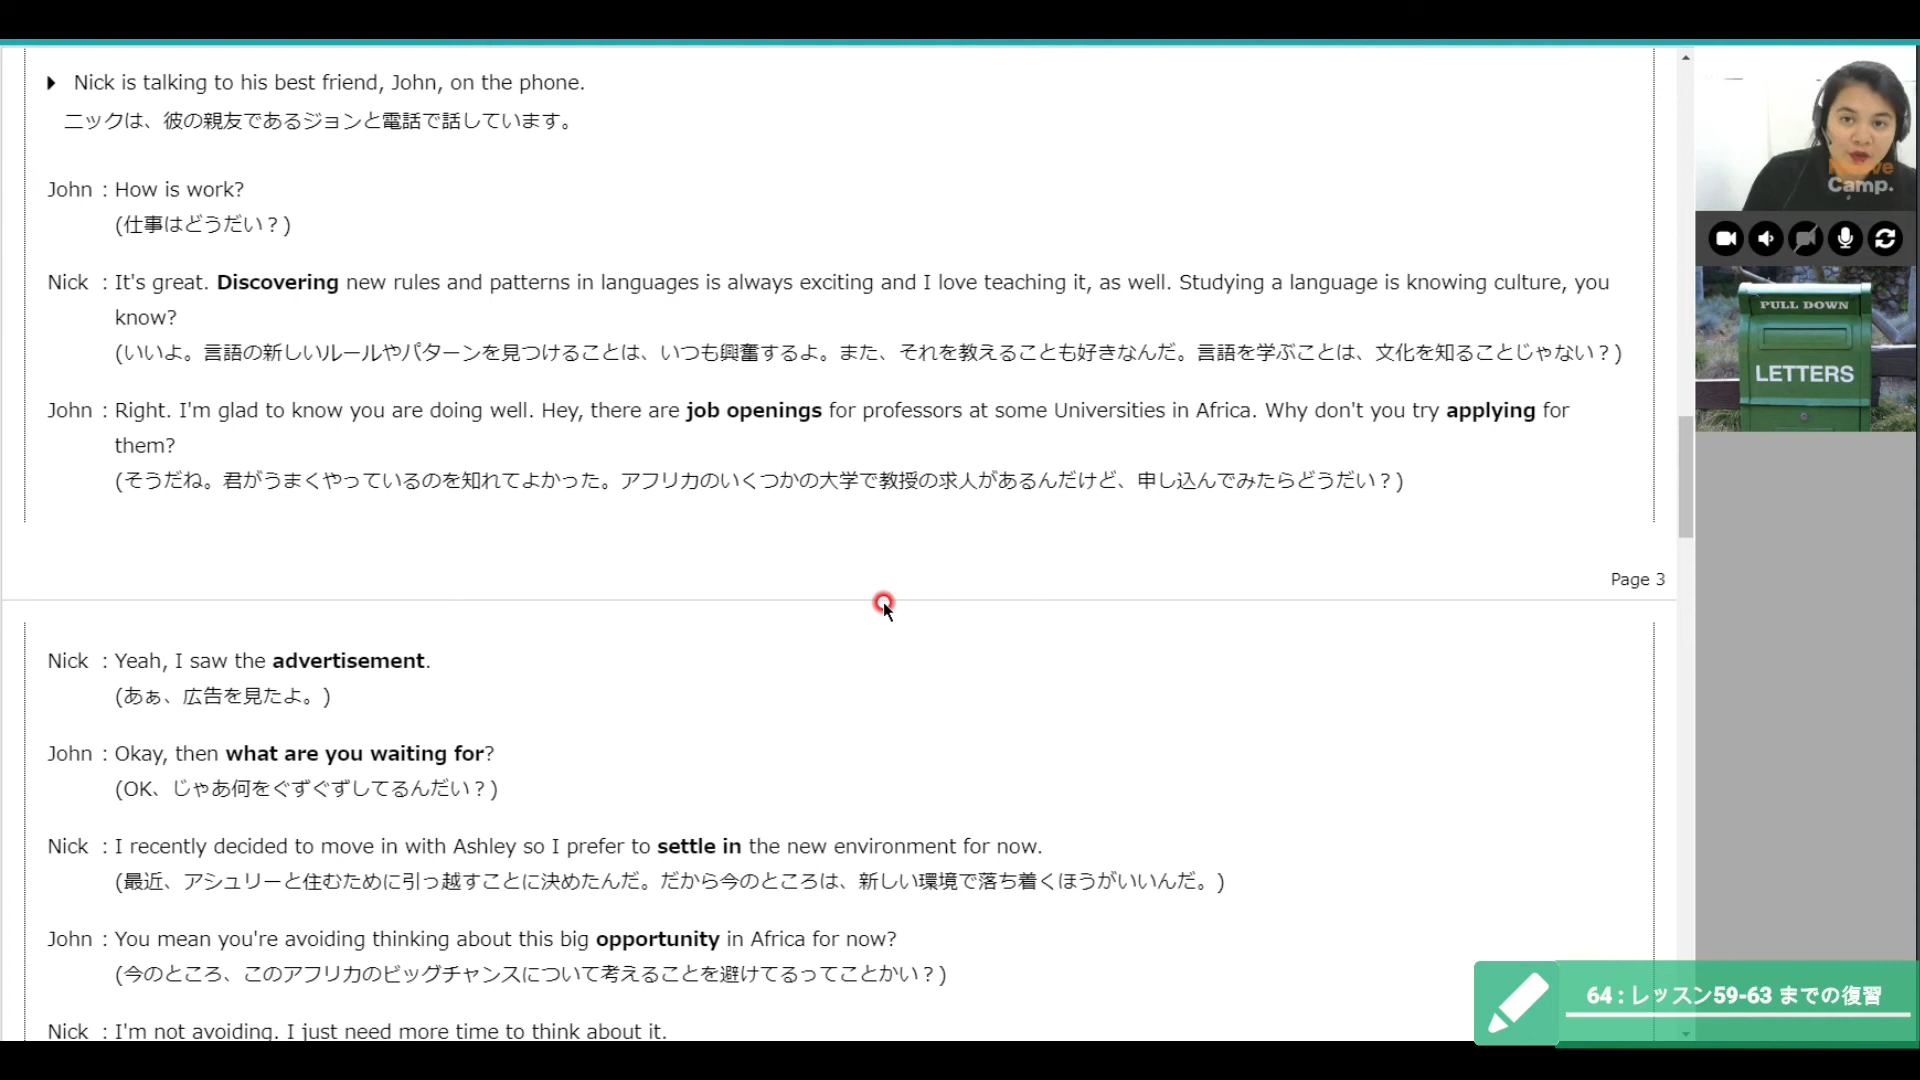 Nick is talking to his best friend, John, on the phone.
ニックは、彼の親友であるジョンと電話で話しています。
John : How is work?
(仕事はどうだい？)
Nick : It's great. Discovering new rules and patterns in languages is always exciting and I love teaching it, as well. Studying a language is knowing culture, you
know?
(いいよ。言語の新しいルールやパターンを見つけることは、いつも興奮するよ。また、それを教えることも好きなんだ。言語を学ぶことは、文化を知ることじゃない？)
John : Right. I'm glad to know you are doing well. Hey, there are job openings for professors at some Universities in Africa. Why don't you try applying for
them?
(そうだね。君がうまくやっているのを知れてよかった。アフリカのいくつかの大学で教授の求人があるんだけど、申し込んでみたらどうだい？)
Page 3
Nick : Yeah, I saw the advertisement.
(あぁ、広告を見たよ。)
John : Okay, then what are you waiting for?
(OK、じゃあ何をぐずぐずしてるんだい？)
Nick : I recently decided to move in with Ashley so I prefer to settle in the new environment for now.
(最近、アシュリーと住むために引っ越すことに決めたんだ。だから今のところは、新しい環境で落ち着くほうがいいんだ。)
John : You mean you're avoiding thinking about this big opportunity in Africa for now?
(今のところ、このアフリカのビッグチャンスについて考えることを避けてるってことかい？)
Nick : I'm not avoiding. I just need more time to think about it.
Native
Camp.
PULL DOWN
LETTERS
64 : レッスン59-63 までの復習